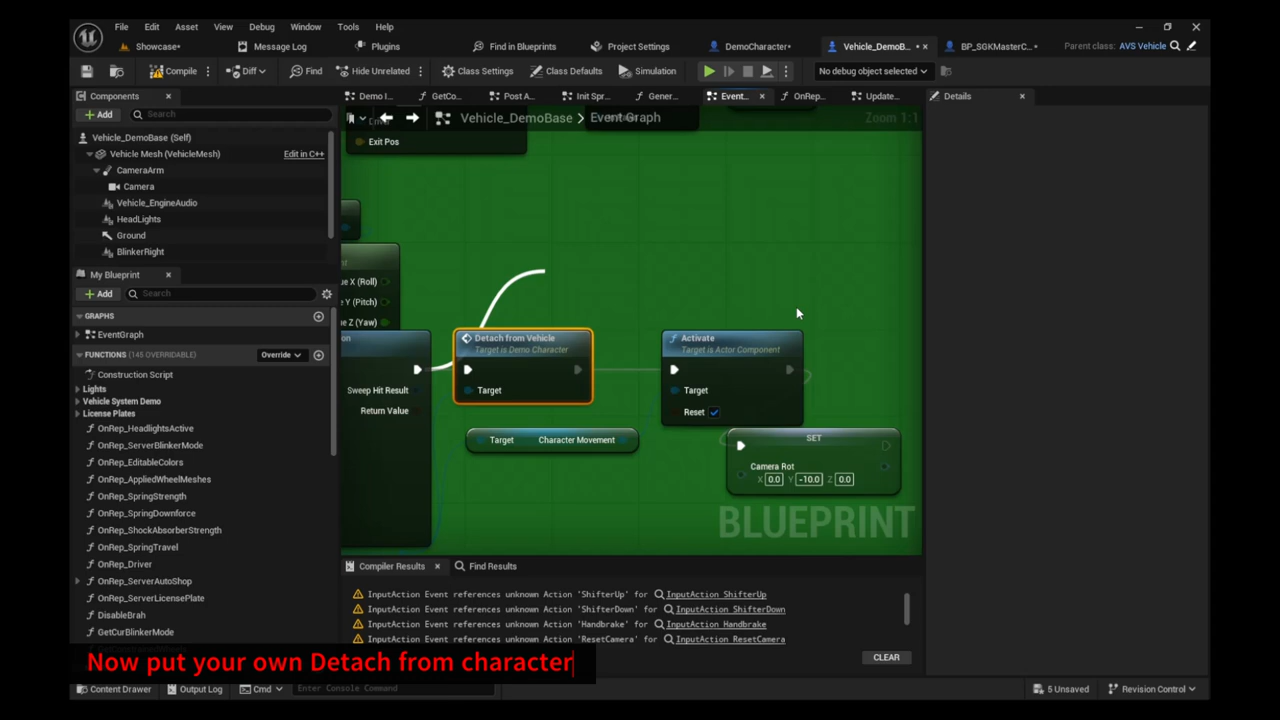 File Edit Asset View Debug Window Tools Help
Showcase* Message Log Plugins Find in Blueprints Project Settings DemoCharacter* Vehicle_DemoB... BP_SGKMasterC... Parent class: AVS Vehicle
Compile Diff Find Hide Unrelated Class Settings Class Defaults Simulation No debug object selected
Components Demo I... GetCo... Post A... Init Spr... Gener... Event... OnRep... Update... Details
+ Add Search
Vehicle_DemoBase > Event Graph Zoom 1:1
Vehicle_DemoBase (Self)
Exit Pos
Vehicle Mesh (VehicleMesh) Edit in C++
CameraArm
Camera
Vehicle_EngineAudio
HeadLights
Ground
BlinkerRight
My Blueprint
+ Add Search
GRAPHS
EventGraph
FUNCTIONS (145 OVERRIDABLE) Override
Construction Script
Lights
Vehicle System Demo
License Plates
OnRep_HeadlightsActive
OnRep_ServerBlinkerMode
OnRep_EditableColors
OnRep_AppliedWheelMeshes
OnRep_SpringStrength
OnRep_SpringDownforce
OnRep_ShockAbsorberStrength
OnRep_SpringTravel
OnRep_Driver
OnRep_ServerAutoShop
OnRep_ServerLicensePlate
DisableBrah
GetCurBlinkerMode
ue X (Roll)
ue Y (Pitch)
ue Z (Yaw)
on
Sweep Hit Result
Return Value
Detach from Vehicle
Target is Demo Character
Target
Target Character Movement
Activate
Target is Actor Component
Target
Reset
SET
Camera Rot
X 0.0 Y -10.0 Z 0.0
BLUEPRINT
Compiler Results Find Results
InputAction Event references unknown Action 'ShifterUp' for InputAction ShifterUp
InputAction Event references unknown Action 'ShifterDown' for InputAction ShifterDown
InputAction Event references unknown Action 'Handbrake' for InputAction Handbrake
InputAction Event references unknown Action 'ResetCamera' for InputAction ResetCamera
CLEAR
Now put your own Detach from character
Content Drawer Output Log Cmd Enter Console Command 5 Unsaved Revision Control